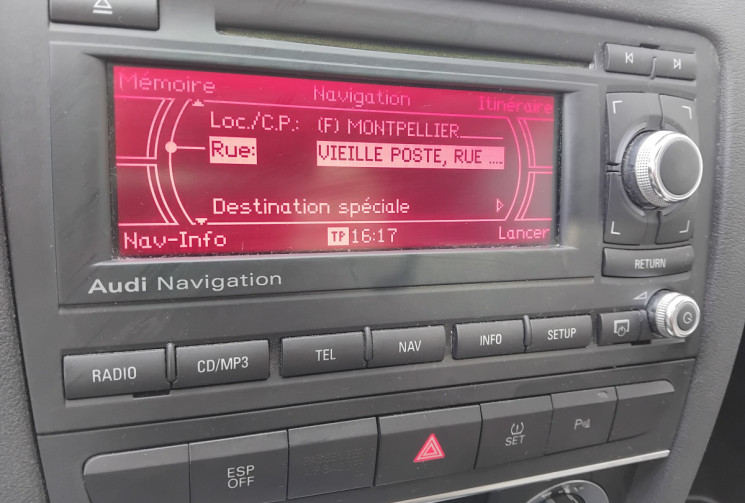 Mémoire Navigation Itinéraire
Loc./C.P.: (F) MONTPELLIER
Rue: VIEILLE POSTE, RUE ....
Destination spéciale
Nav-Info TP 16:17 Lancer
Audi Navigation
RETURN
RADIO CD/MP3 TEL NAV INFO SETUP
ESP OFF SET